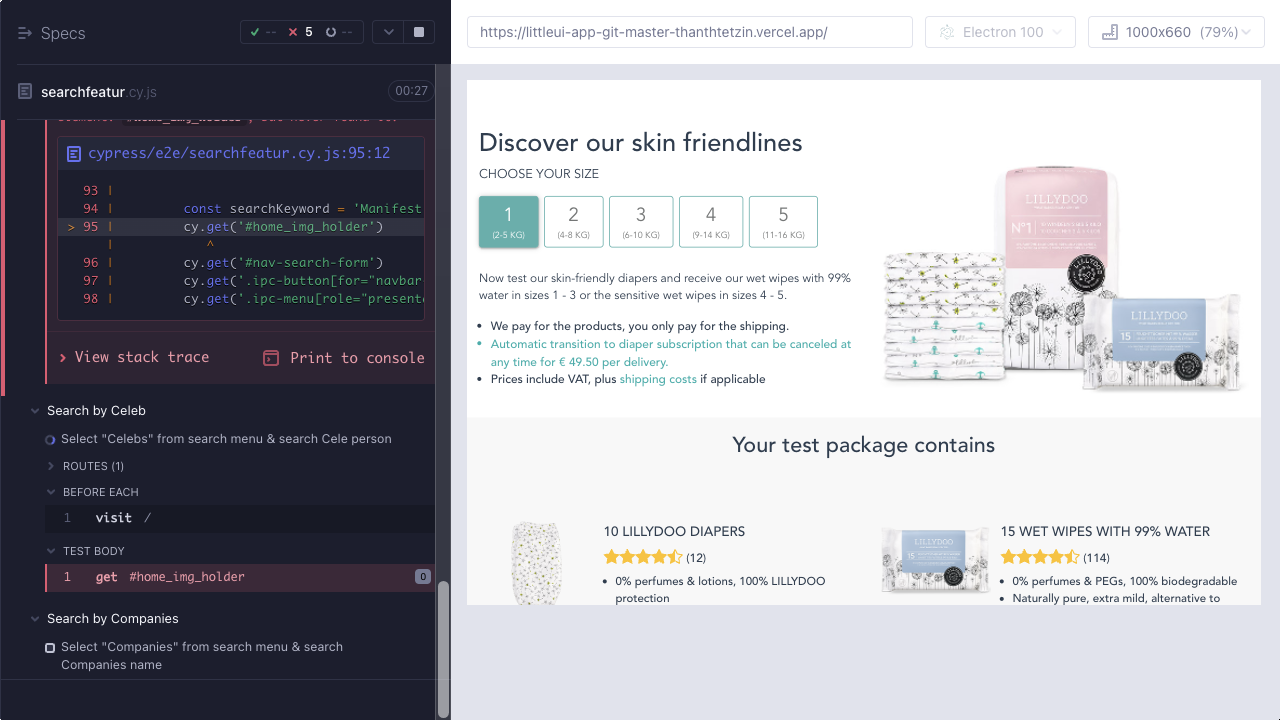 Specs
--
5
--
https://littleui-app-git-master-thanthtetzin.vercel.app/
Electron 100
1000x660 (79%)
searchfeatur.cy.js
00:27
cypress/e2e/searchfeatur.cy.js:95:12
93 |
94 | const searchKeyword = 'Manifest
> 95 | cy.get('#home_img_holder')
| ^
96 | cy.get('#nav-search-form')
97 | cy.get('.ipc-button[for="navbar
98 | cy.get('.ipc-menu[role="presente
View stack trace
Print to console
Search by Celeb
Select "Celebs" from search menu & search Cele person
ROUTES (1)
BEFORE EACH
1 visit /
TEST BODY
1 get #home_img_holder 0
Search by Companies
Select "Companies" from search menu & search
Companies name
Discover our skin friendlines
CHOOSE YOUR SIZE
1
(2-5 KG)
2
(4-8 KG)
3
(6-10 KG)
4
(9-14 KG)
5
(11-16 KG)
Now test our skin-friendly diapers and receive our wet wipes with 99%
water in sizes 1 - 3 or the sensitive wet wipes in sizes 4 - 5.
We pay for the products, you only pay for the shipping.
Automatic transition to diaper subscription that can be canceled at
any time for € 49.50 per delivery.
Prices include VAT, plus shipping costs if applicable
LILLYDOO
Nº1
LILLYDOO
LILLYDOO
15
Your test package contains
10 LILLYDOO DIAPERS
(12)
0% perfumes & lotions, 100% LILLYDOO
protection
LILLYDOO
15
15 WET WIPES WITH 99% WATER
(114)
0% perfumes & PEGs, 100% biodegradable
Naturally pure, extra mild, alternative to